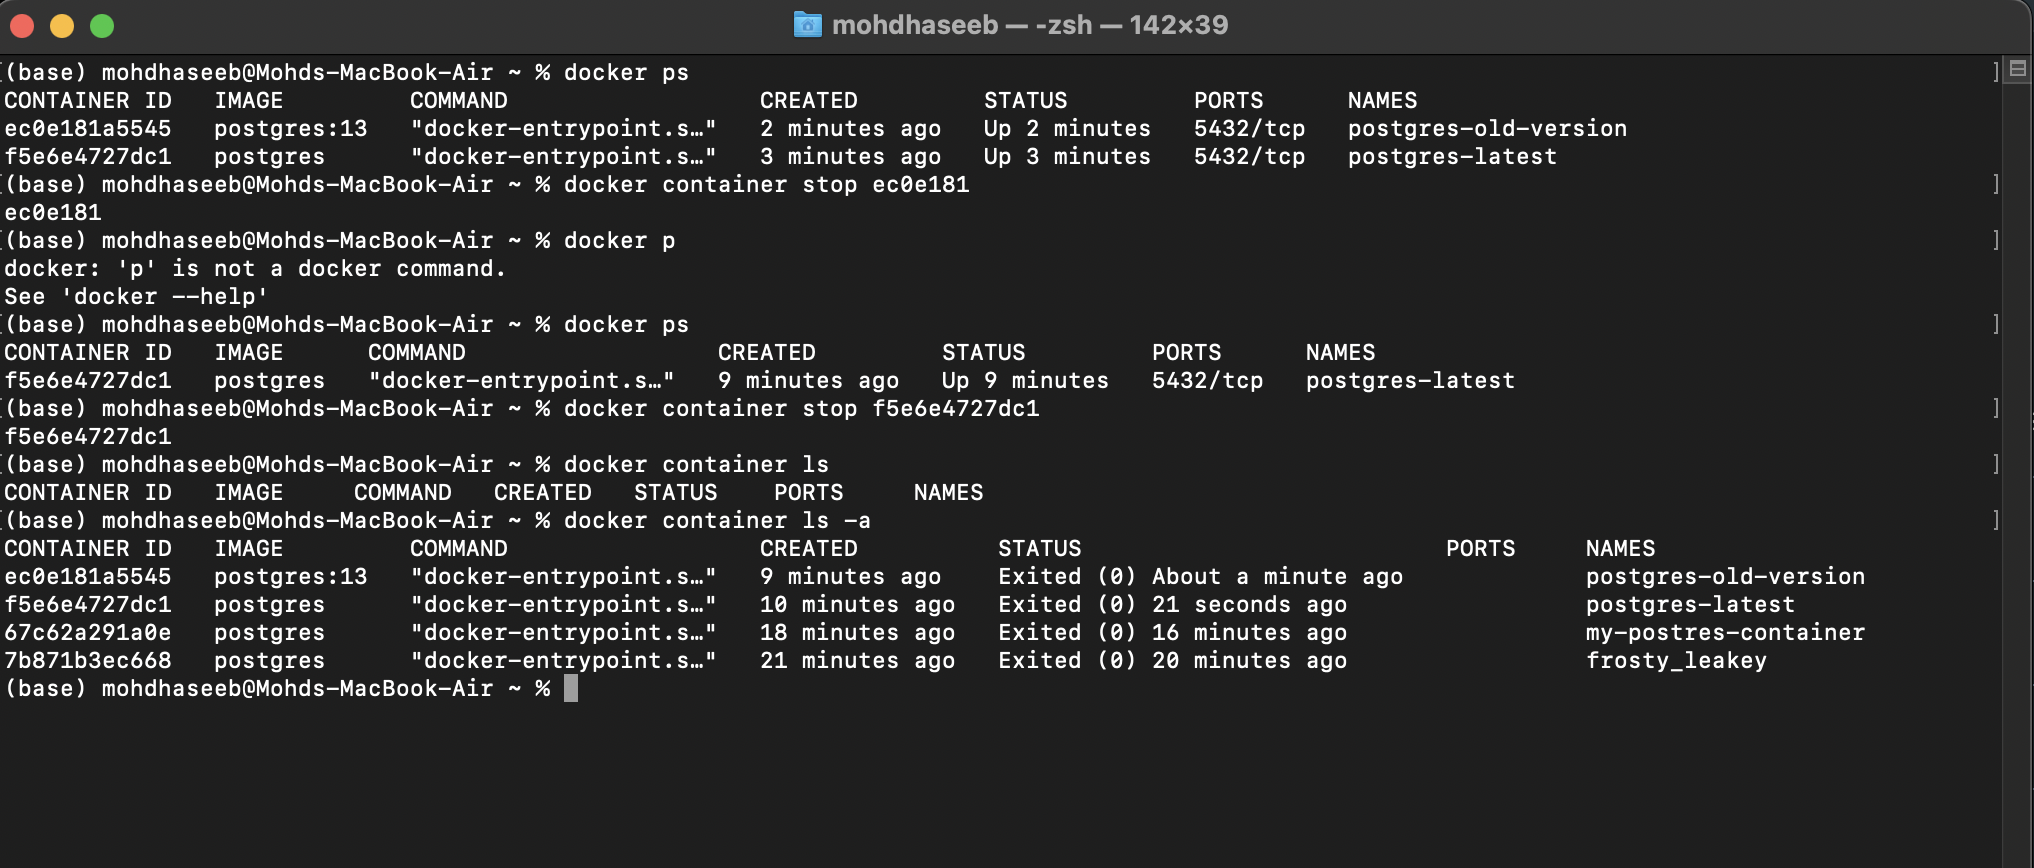 mohdhaseeb — -zsh — 142×39
(base) mohdhaseeb@Mohds-MacBook-Air ~ % docker ps
CONTAINER ID   IMAGE         COMMAND                  CREATED         STATUS         PORTS      NAMES
ec0e181a5545   postgres:13   "docker-entrypoint.s…"   2 minutes ago   Up 2 minutes   5432/tcp   postgres-old-version
f5e6e4727dc1   postgres      "docker-entrypoint.s…"   3 minutes ago   Up 3 minutes   5432/tcp   postgres-latest
(base) mohdhaseeb@Mohds-MacBook-Air ~ % docker container stop ec0e181
ec0e181
(base) mohdhaseeb@Mohds-MacBook-Air ~ % docker p
docker: 'p' is not a docker command.
See 'docker --help'
(base) mohdhaseeb@Mohds-MacBook-Air ~ % docker ps
CONTAINER ID   IMAGE      COMMAND                  CREATED         STATUS         PORTS      NAMES
f5e6e4727dc1   postgres   "docker-entrypoint.s…"   9 minutes ago   Up 9 minutes   5432/tcp   postgres-latest
(base) mohdhaseeb@Mohds-MacBook-Air ~ % docker container stop f5e6e4727dc1
f5e6e4727dc1
(base) mohdhaseeb@Mohds-MacBook-Air ~ % docker container ls
CONTAINER ID   IMAGE     COMMAND   CREATED   STATUS    PORTS     NAMES
(base) mohdhaseeb@Mohds-MacBook-Air ~ % docker container ls -a
CONTAINER ID   IMAGE         COMMAND                  CREATED          STATUS                          PORTS     NAMES
ec0e181a5545   postgres:13   "docker-entrypoint.s…"   9 minutes ago    Exited (0) About a minute ago             postgres-old-version
f5e6e4727dc1   postgres      "docker-entrypoint.s…"   10 minutes ago   Exited (0) 21 seconds ago                 postgres-latest
67c62a291a0e   postgres      "docker-entrypoint.s…"   18 minutes ago   Exited (0) 16 minutes ago                 my-postres-container
7b871b3ec668   postgres      "docker-entrypoint.s…"   21 minutes ago   Exited (0) 20 minutes ago                 frosty_leakey
(base) mohdhaseeb@Mohds-MacBook-Air ~ %